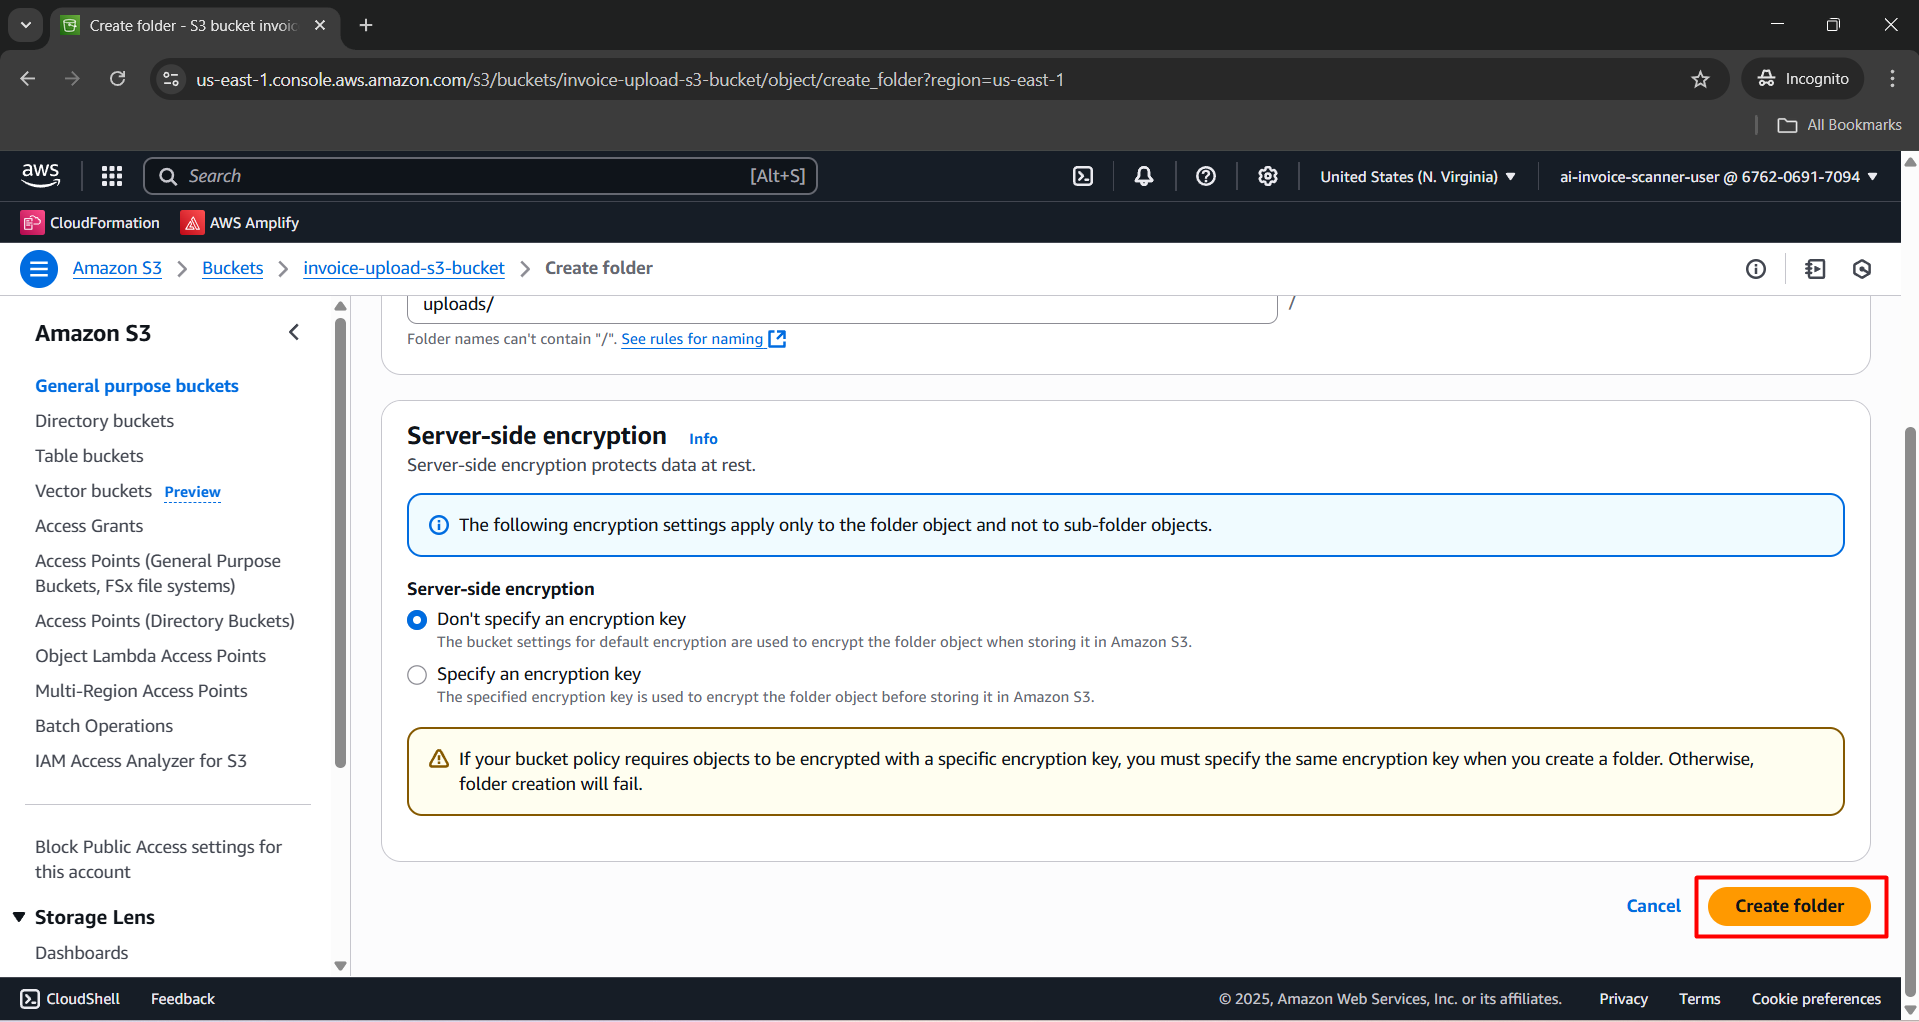 Create folder - S3 bucket invoic
us-east-1.console.aws.amazon.com/s3/buckets/invoice-upload-s3-bucket/object/create_folder?region=us-east-1
Incognito
All Bookmarks
aws
Search
[Alt+S]
United States (N. Virginia)
ai-invoice-scanner-user @ 6762-0691-7094
CloudFormation
AWS Amplify
Amazon S3
Buckets
invoice-upload-s3-bucket
Create folder
Amazon S3
General purpose buckets
Directory buckets
Table buckets
Vector buckets Preview
Access Grants
Access Points (General Purpose
Buckets, FSx file systems)
Access Points (Directory Buckets)
Object Lambda Access Points
Multi-Region Access Points
Batch Operations
IAM Access Analyzer for S3
Block Public Access settings for
this account
Storage Lens
Dashboards
uploads/
/
Folder names can't contain "/". See rules for naming
Server-side encryption Info
Server-side encryption protects data at rest.
The following encryption settings apply only to the folder object and not to sub-folder objects.
Server-side encryption
Don't specify an encryption key
The bucket settings for default encryption are used to encrypt the folder object when storing it in Amazon S3.
Specify an encryption key
The specified encryption key is used to encrypt the folder object before storing it in Amazon S3.
If your bucket policy requires objects to be encrypted with a specific encryption key, you must specify the same encryption key when you create a folder. Otherwise,
folder creation will fail.
Cancel
Create folder
CloudShell
Feedback
© 2025, Amazon Web Services, Inc. or its affiliates.
Privacy
Terms
Cookie preferences